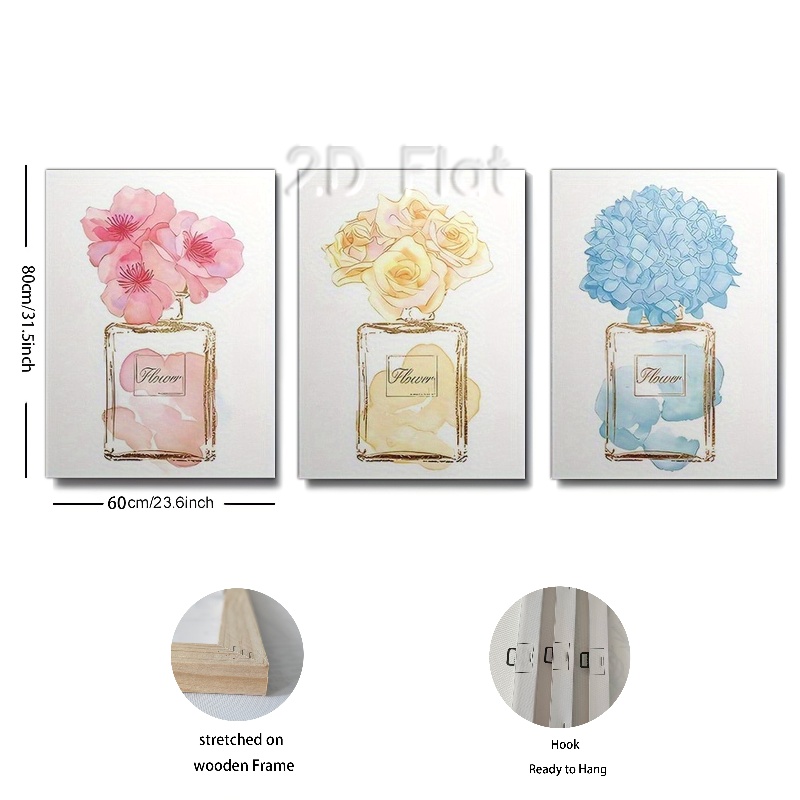 2D Flat
80cm/31.5inch
Flower
Flower
Flower
60cm/23.6inch
stretched on
wooden Frame
Hook
Ready to Hang